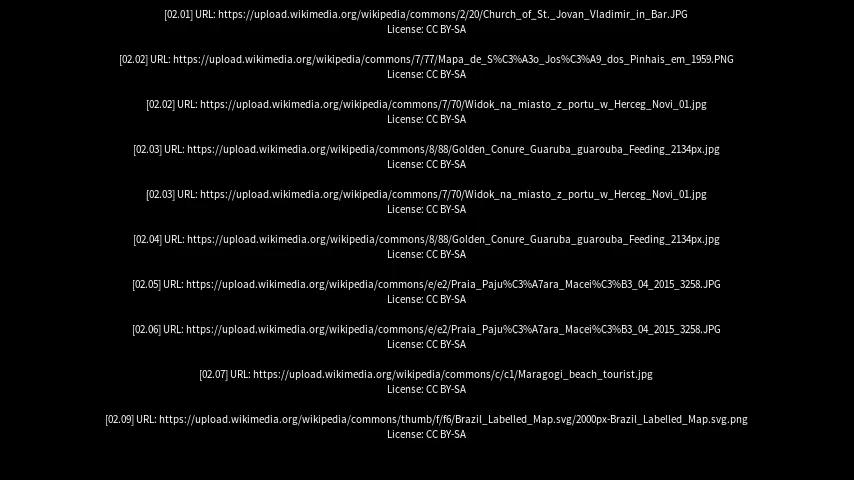 [02.01] URL: https://upload.wikimedia.org/wikipedia/commons/2/20/Church_of_St._Jovan_Vladimir_in_Bar.JPG
License: CC BY-SA
[02.02] URL: https://upload.wikimedia.org/wikipedia/commons/7/77/Mapa_de_S%C3%A3o_Jos%C3%A9_dos_Pinhais_em_1959.PNG
License: CC BY-SA
[02.02] URL: https://upload.wikimedia.org/wikipedia/commons/7/70/Widok_na_miasto_z_portu_w_Herceg_Novi_01.jpg
License: CC BY-SA
[02.03] URL: https://upload.wikimedia.org/wikipedia/commons/8/88/Golden_Conure_Guaruba_guarouba_Feeding_2134px.jpg
License: CC BY-SA
[02.03] URL: https://upload.wikimedia.org/wikipedia/commons/7/70/Widok_na_miasto_z_portu_w_Herceg_Novi_01.jpg
License: CC BY-SA
[02.04] URL: https://upload.wikimedia.org/wikipedia/commons/8/88/Golden_Conure_Guaruba_guarouba_Feeding_2134px.jpg
License: CC BY-SA
[02.05] URL: https://upload.wikimedia.org/wikipedia/commons/e/e2/Praia_Paju%C3%A7ara_Macei%C3%B3_04_2015_3258.JPG
License: CC BY-SA
[02.06] URL: https://upload.wikimedia.org/wikipedia/commons/e/e2/Praia_Paju%C3%A7ara_Macei%C3%B3_04_2015_3258.JPG
License: CC BY-SA
[02.07] URL: https://upload.wikimedia.org/wikipedia/commons/c/c1/Maragogi_beach_tourist.jpg
License: CC BY-SA
[02.09] URL: https://upload.wikimedia.org/wikipedia/commons/thumb/f/f6/Brazil_Labelled_Map.svg/2000px-Brazil_Labelled_Map.svg.png
License: CC BY-SA